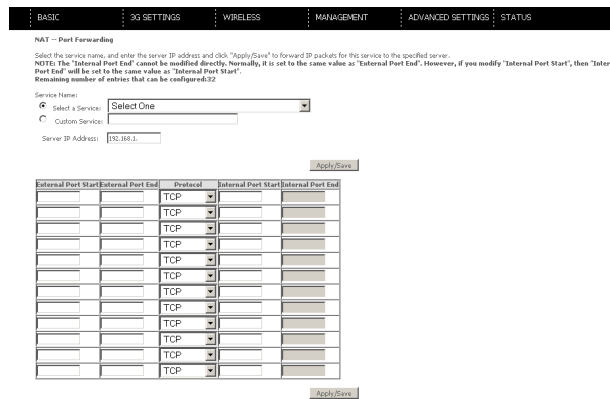 BASIC 3G SETTINGS WIRELESS MANAGEMENT ADVANCED SETTINGS STATUS
NAT -- Port Forwarding
Select the service name, and enter the server IP address and click "Apply/Save" to forward IP packets for this service to the specified server.
NOTE: The "Internal Port End" cannot be modified directly. Normally, it is set to the same value as "External Port End". However, if you modify "Internal Port Start", then "Inter
Port End" will be set to the same value as "Internal Port Start".
Remaining number of entries that can be configured:32
Service Name:
Select a Service: Select One
Custom Service:
Server IP Address: 192.168.1.
Apply/Save
External Port Start External Port End Protocol Internal Port Start Internal Port End
TCP
TCP
TCP
TCP
TCP
TCP
TCP
TCP
TCP
TCP
TCP
TCP
Apply/Save